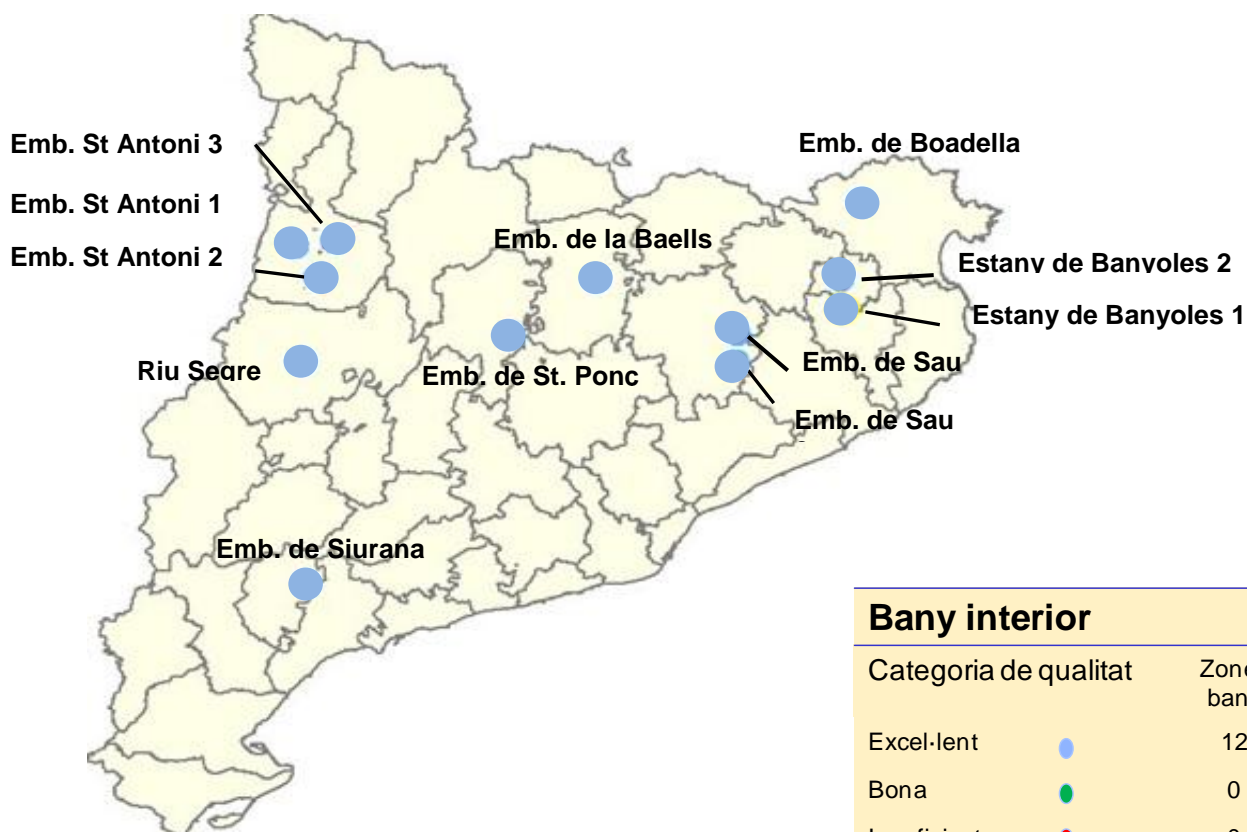 Emb. St Antoni 3
Emb. de Boadella
Emb. St Antoni 1
Emb. de la Baells
Emb. St Antoni 2
Estany de Banyoles 2
Estany de Banyoles 1
Emb. de Sau
Riu Segre
Emb. de St. Ponç
Emb. de Sau
Emb. de Siurana
Bany interior
Categoria de qualitat
Excel·lent 12
Bona 0